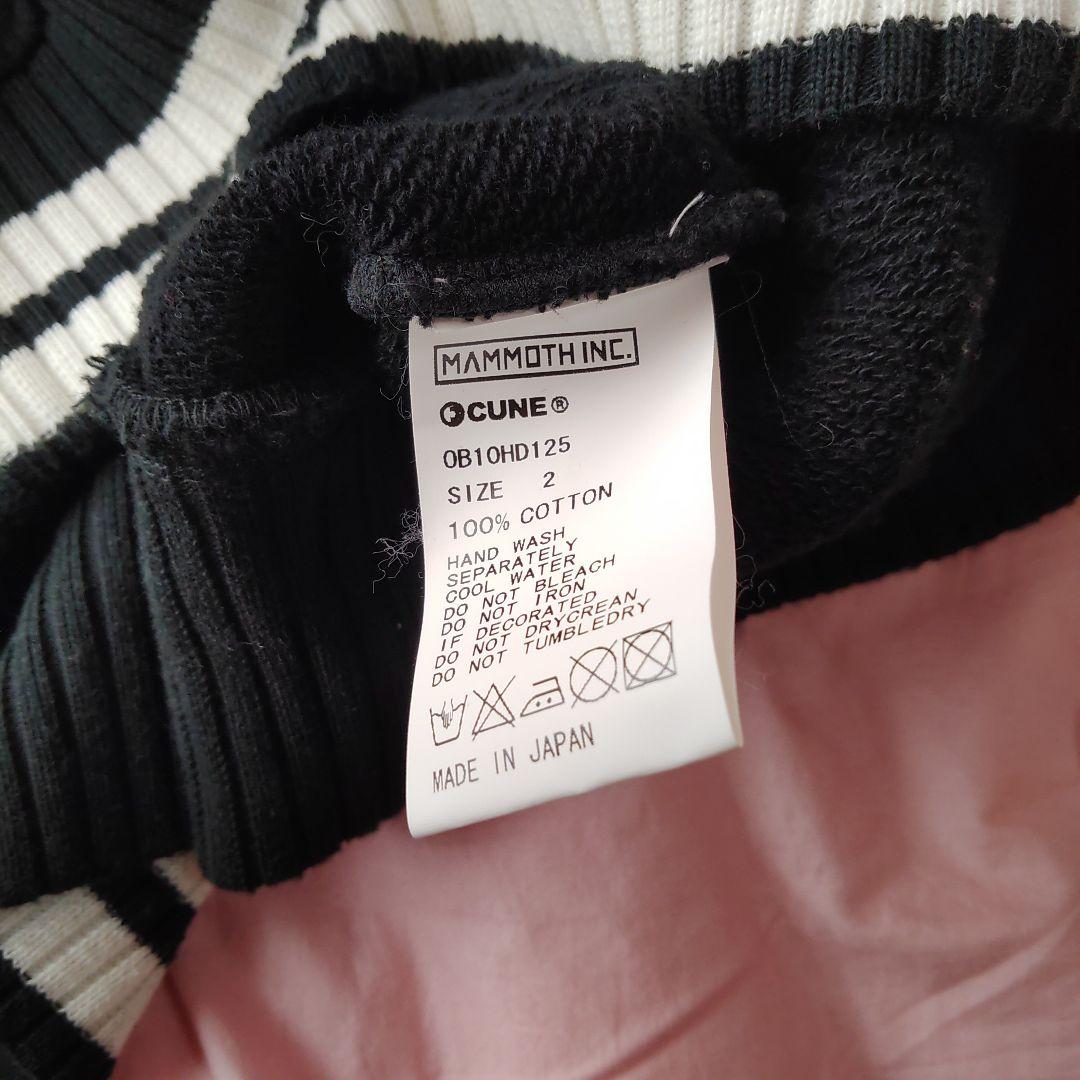 MAMMOTH INC.
CUNE®
0B10HD125
SIZE 2
100% COTTON
HAND WASH
SEPARATELY
COOL WATER
DO NOT BLEACH
DO NOT IRON
IF DECORATED
DO NOT DRYCREAN
DO NOT TUMBLEDRY
MADE IN JAPAN